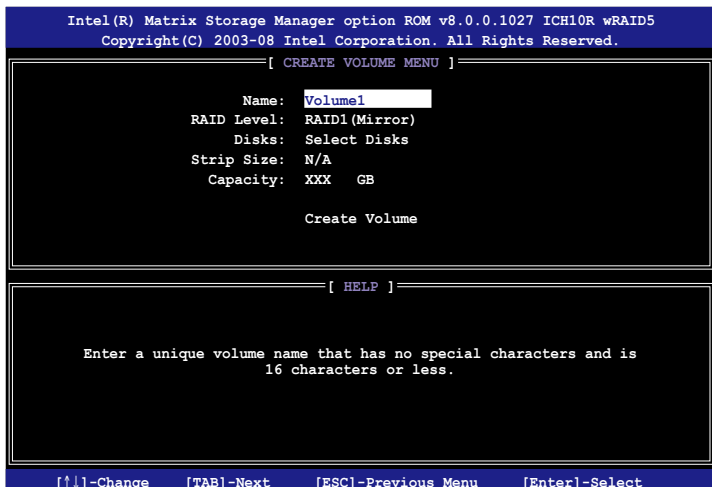 Intel(R) Matrix Storage Manager option ROM v8.0.0.1027 ICH10R wRAID5
Copyright(C) 2003-08 Intel Corporation. All Rights Reserved.
[ CREATE VOLUME MENU ]
Name: Volume1
RAID Level: RAID1(Mirror)
Disks: Select Disks
Strip Size: N/A
Capacity: XXX GB
Create Volume
[ HELP ]
Enter a unique volume name that has no special characters and is
16 characters or less.
[↑↓]-Change [TAB]-Next [ESC]-Previous Menu [Enter]-Select